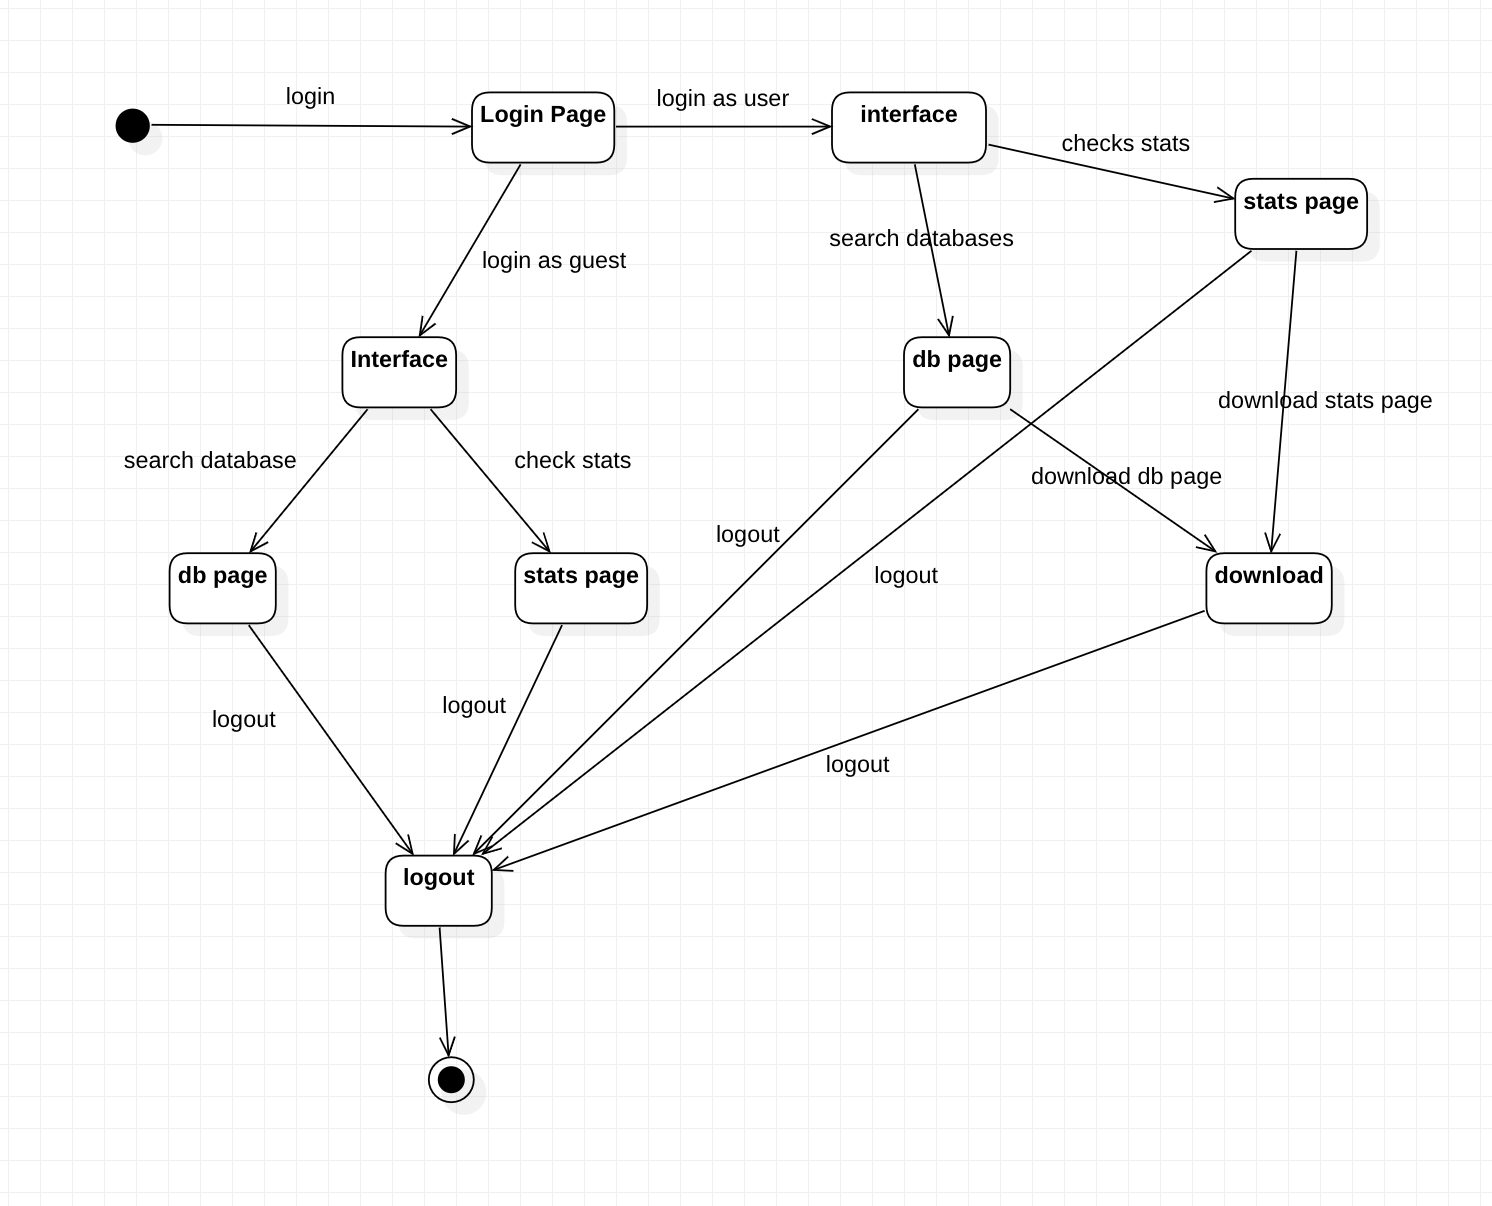 login
Login Page
login as user
interface
checks stats
stats page
search databases
login as guest
Interface
db page
download stats page
search database
check stats
download db page
logout
logout
db page
stats page
download
logout
logout
logout
logout